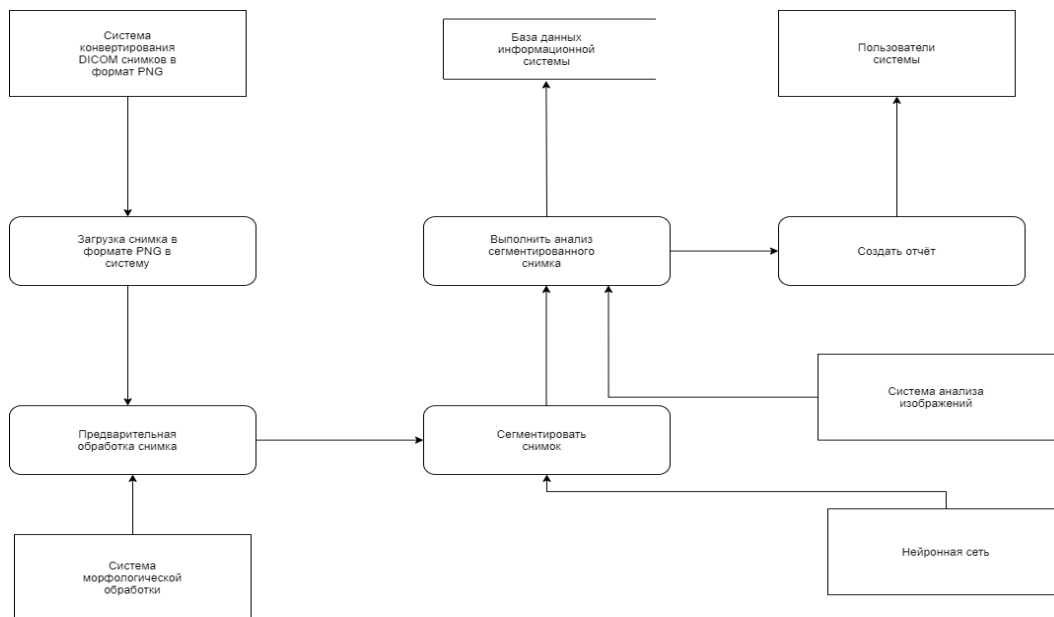 Система
конвертирования
DICOM снимков в
формат PNG
База данных
информационной
системы
Пользователи
системы
Загрузка снимка в
формате PNG в
систему
Выполнить анализ
сегментированного
снимка
Создать отчёт
Система анализа
изображений
Предварительная
обработка снимка
Сегментировать
снимок
Нейронная сеть
Система
морфологической
обработки